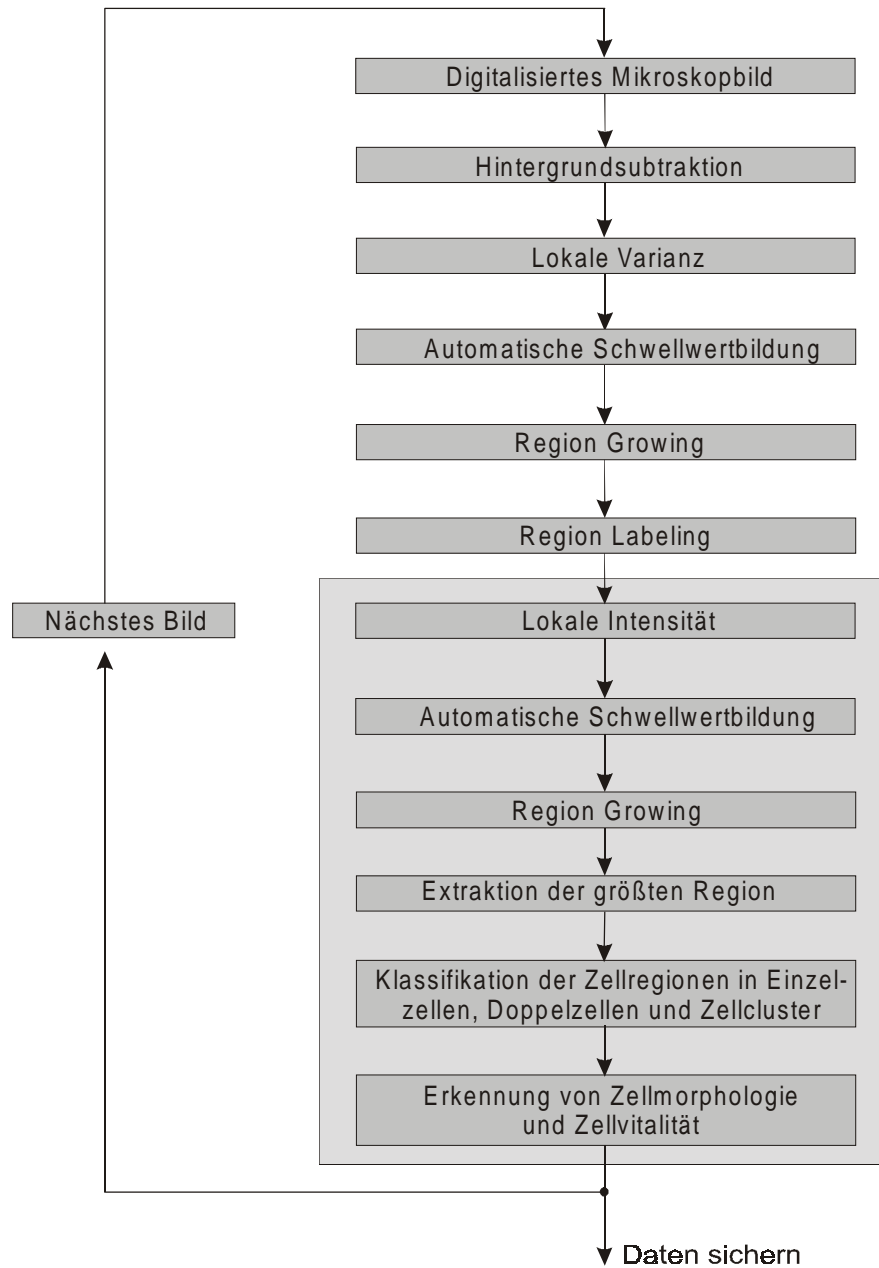 Digitalisiertes Mikroskopbild
Hintergrundsubtraktion
Lokale Varianz
Automatische Schwellwertbildung
Region Growing
Region Labeling
Nächstes Bild
Lokale Intensität
Automatische Schwellwertbildung
Region Growing
Extraktion der größten Region
Klassifikation der Zellregionen in Einzel-
zellen, Doppelzellen und Zellcluster
Erkennung von Zellmorphologie
und Zellvitalität
Daten sichern